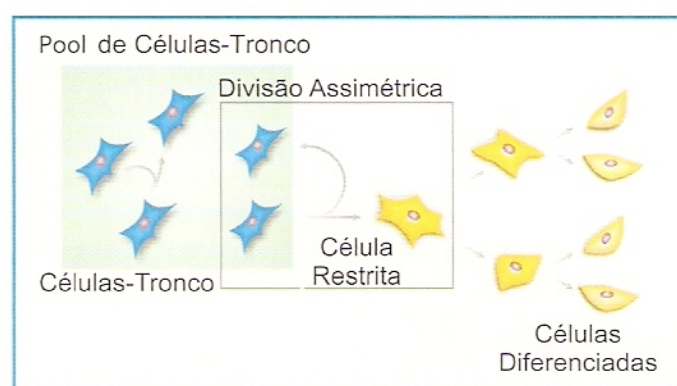 Pool de Células-Tronco
Divisão Assimétrica
Célula
Restrita
Células-Tronco
Células
Diferenciadas